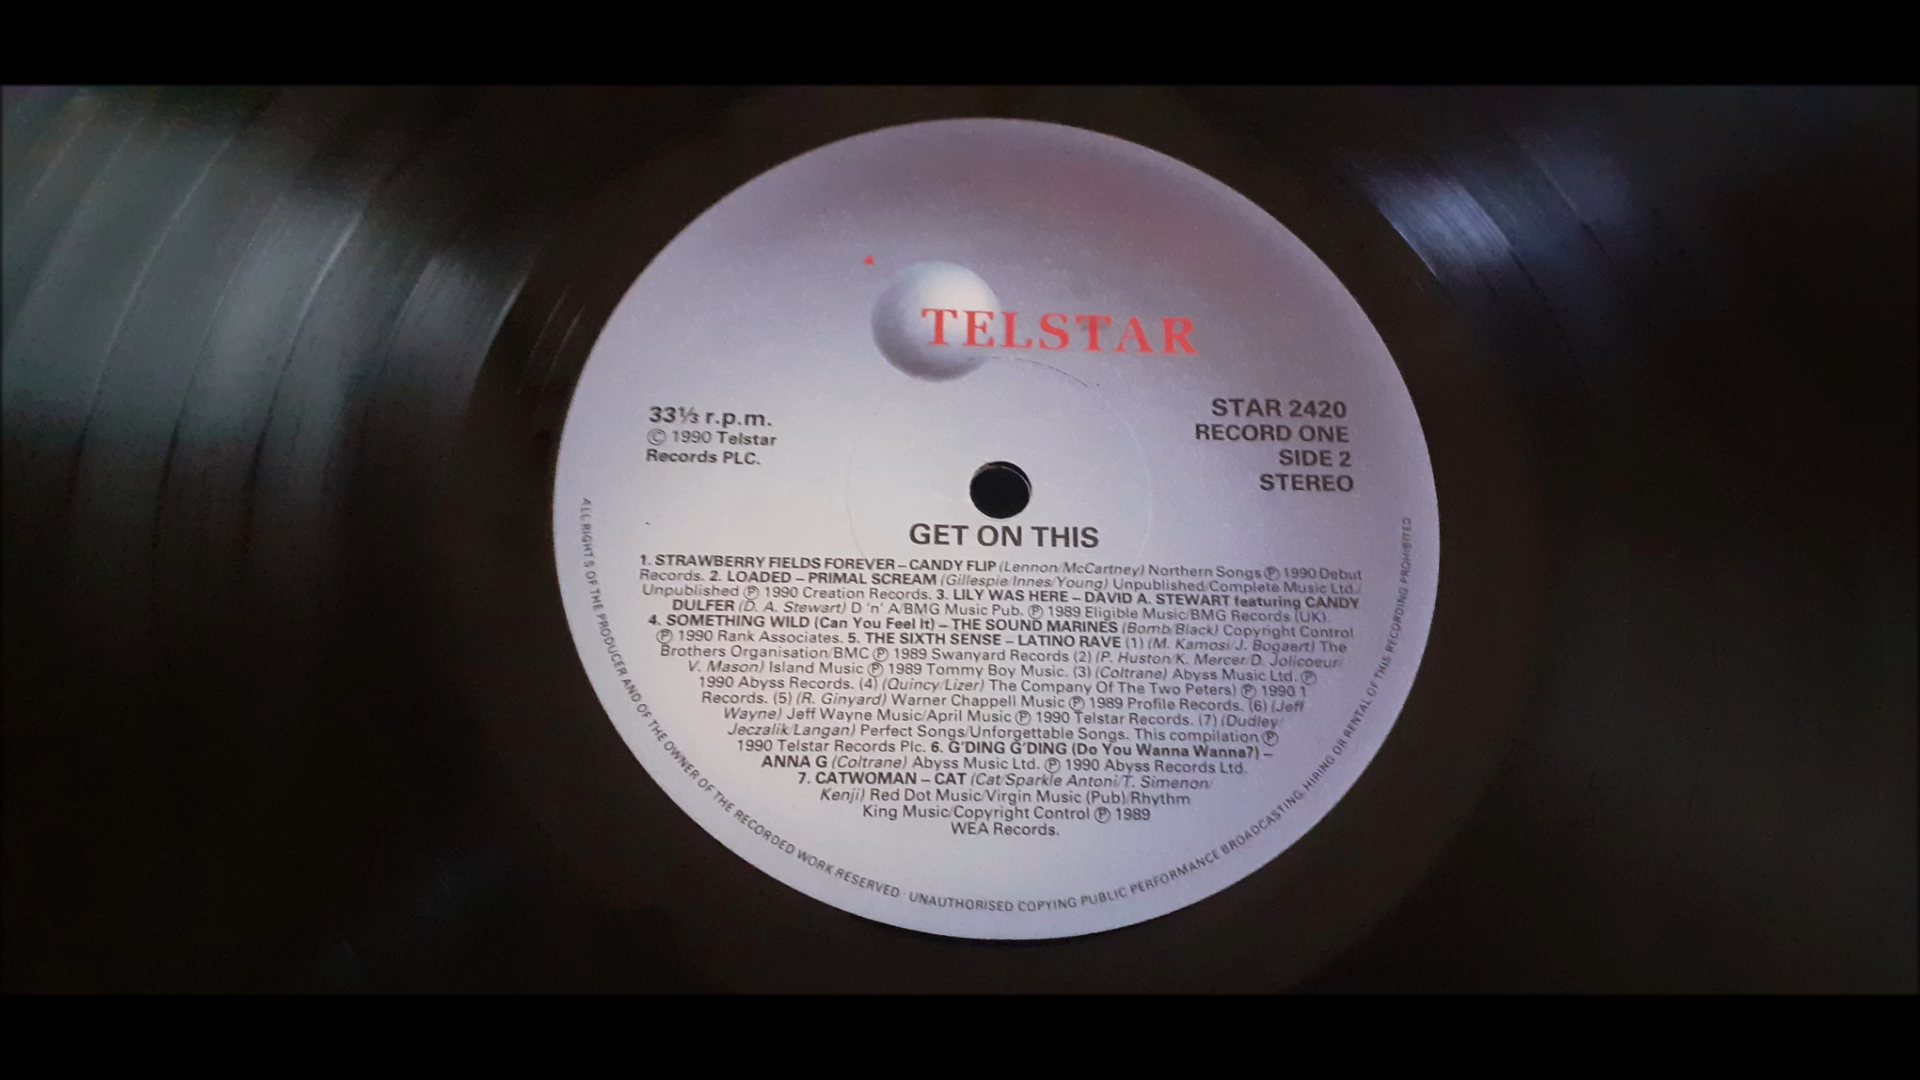 TELSTAR
33⅓ r.p.m.
© 1990 Telstar
Records PLC.
STAR 2420
RECORD ONE
SIDE 2
STEREO
GET ON THIS
1. STRAWBERRY FIELDS FOREVER – CANDY FLIP (Lennon/McCartney) Northern Songs ℗ 1990 Debut
Records. 2. LOADED – PRIMAL SCREAM (Gillespie/Innes/Young) Unpublished/Complete Music Ltd./
Unpublished ℗ 1990 Creation Records. 3. LILY WAS HERE – DAVID A. STEWART featuring CANDY
DULFER (D. A. Stewart) D 'n' A/BMG Music Pub. ℗ 1989 Eligible Music/BMG Records (UK).
4. SOMETHING WILD (Can You Feel It) – THE SOUND MARINES (Bomb/Black) Copyright Control
℗ 1990 Rank Associates. 5. THE SIXTH SENSE – LATINO RAVE (1) (M. Kamosi/J. Bogaert) The
Brothers Organisation/BMC ℗ 1989 Swanyard Records (2) (P. Huston/K. Mercer/D. Jolicoeur/
V. Mason) Island Music ℗ 1989 Tommy Boy Music. (3) (Coltrane) Abyss Music Ltd. ℗
1990 Abyss Records. (4) (Quincy/Lizer) The Company Of The Two Peters) ℗ 1990 1
Records. (5) (R. Ginyard) Warner Chappell Music ℗ 1989 Profile Records. (6) (Jeff
Wayne) Jeff Wayne Music/April Music ℗ 1990 Telstar Records. (7) (Dudley/
Jeczalik/Langan) Perfect Songs/Unforgettable Songs. This compilation ℗
1990 Telstar Records Plc. 6. G'DING G'DING (Do You Wanna Wanna?) –
ANNA G (Coltrane) Abyss Music Ltd. ℗ 1990 Abyss Records Ltd.
7. CATWOMAN – CAT (Cat/Sparkle Antoni/T. Simenon/
Kenji) Red Dot Music/Virgin Music (Pub)/Rhythm
King Music/Copyright Control ℗ 1989
WEA Records.
ALL RIGHTS OF THE PRODUCER AND OF THE OWNER OF THE RECORDED WORK RESERVED · UNAUTHORISED COPYING PUBLIC PERFORMANCE BROADCASTING HIRING OR RENTAL OF THIS RECORDING PROHIBITED